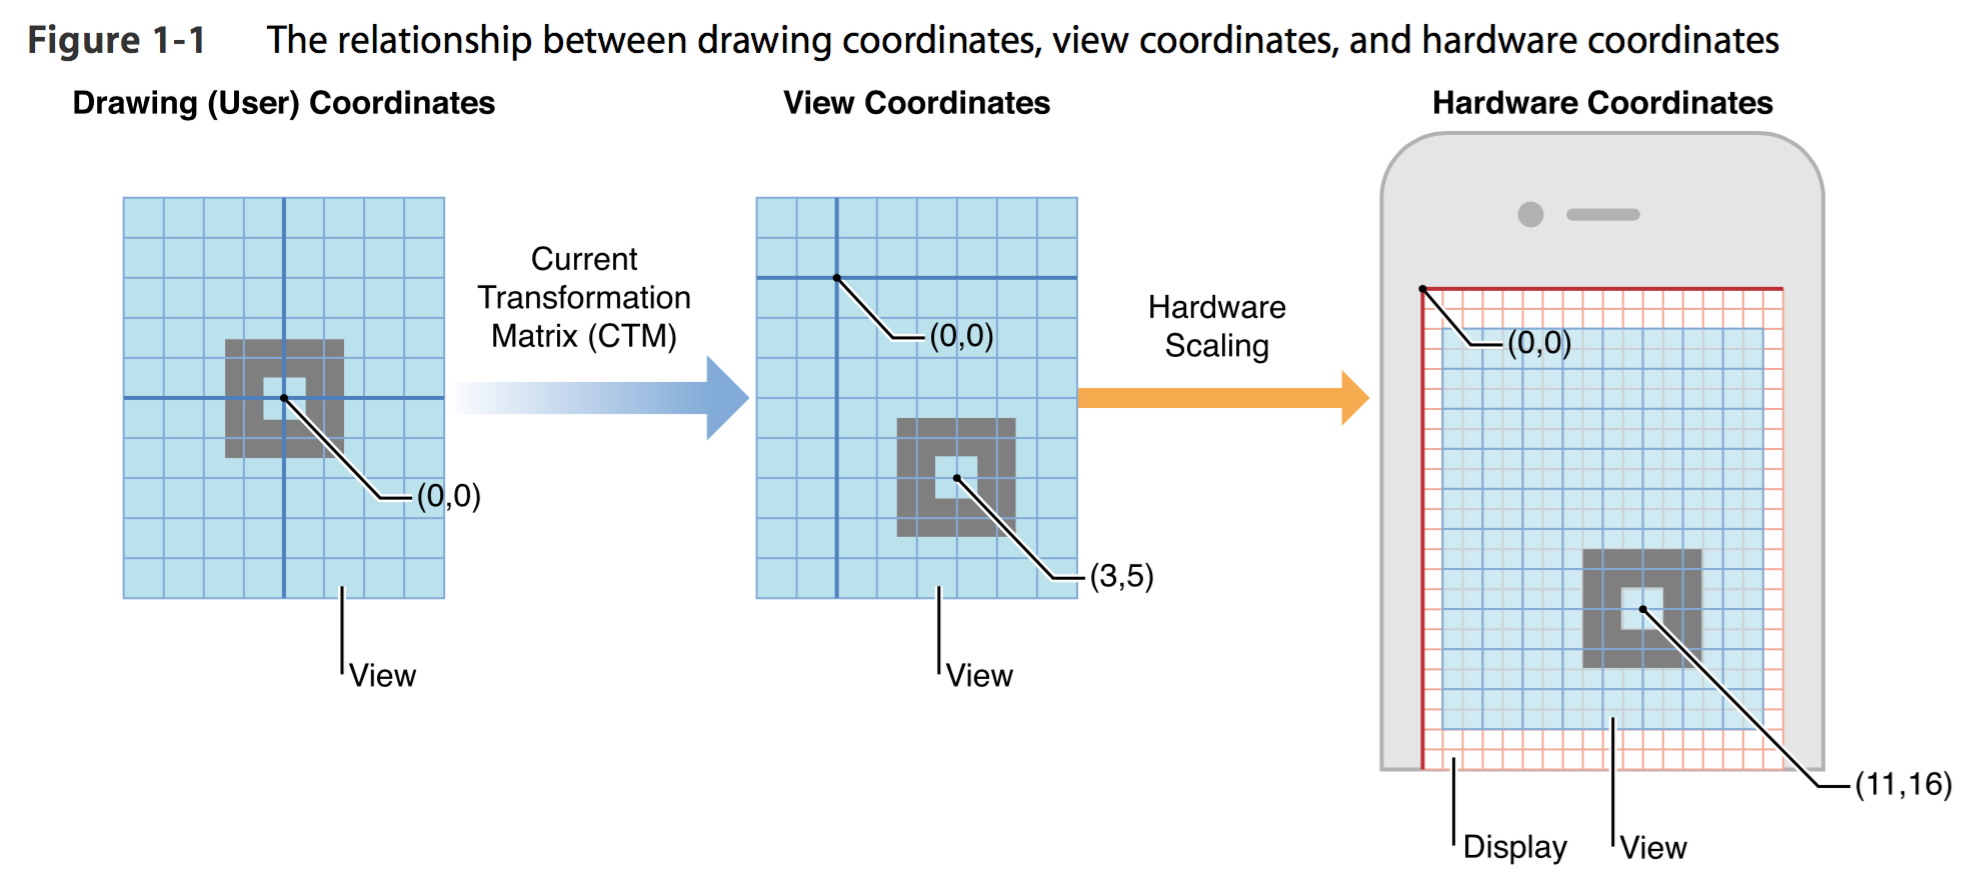 Figure 1-1 The relationship between drawing coordinates, view coordinates, and hardware coordinates
Drawing (User) Coordinates
View Coordinates
Hardware Coordinates
Current
Transformation
Matrix (CTM)
Hardware
Scaling
(0,0)
(0,0)
(0,0)
(3,5)
(11,16)
View
View
Display
View